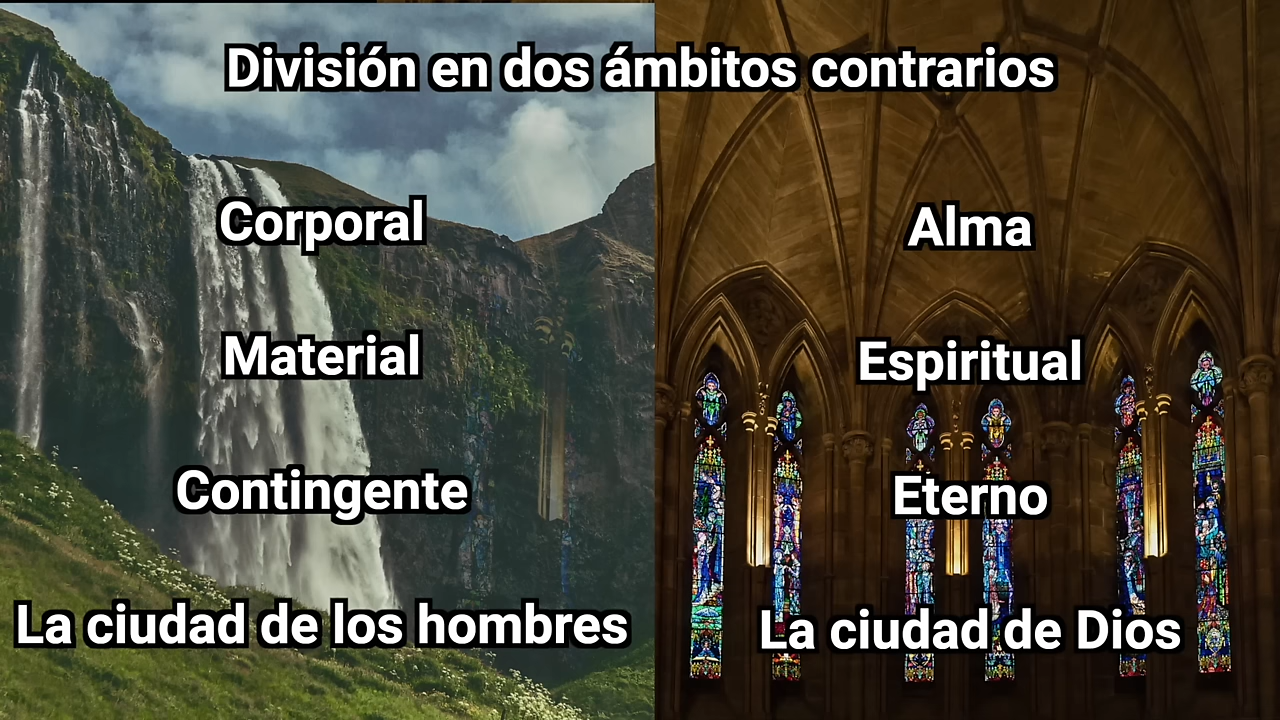 División en dos ámbitos contrarios
Corporal
Alma
Material
Espiritual
Contingente
Eterno
La ciudad de los hombres
La ciudad de Dios